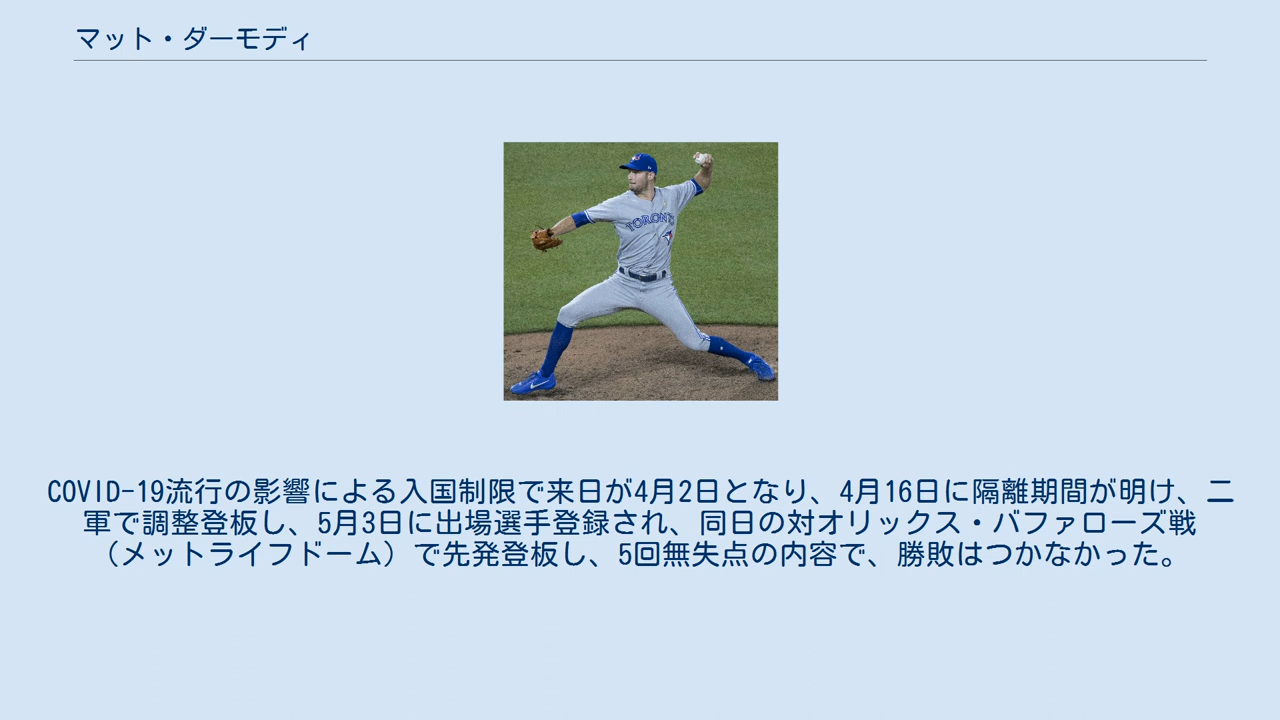 マット・ダーモディ
TORONTO
COVID-19流行の影響による入国制限で来日が4月2日となり、4月16日に隔離期間が明け、二
軍で調整登板し、5月3日に出場選手登録され、同日の対オリックス・バファローズ戦
（メットライフドーム）で先発登板し、5回無失点の内容で、勝敗はつかなかった。